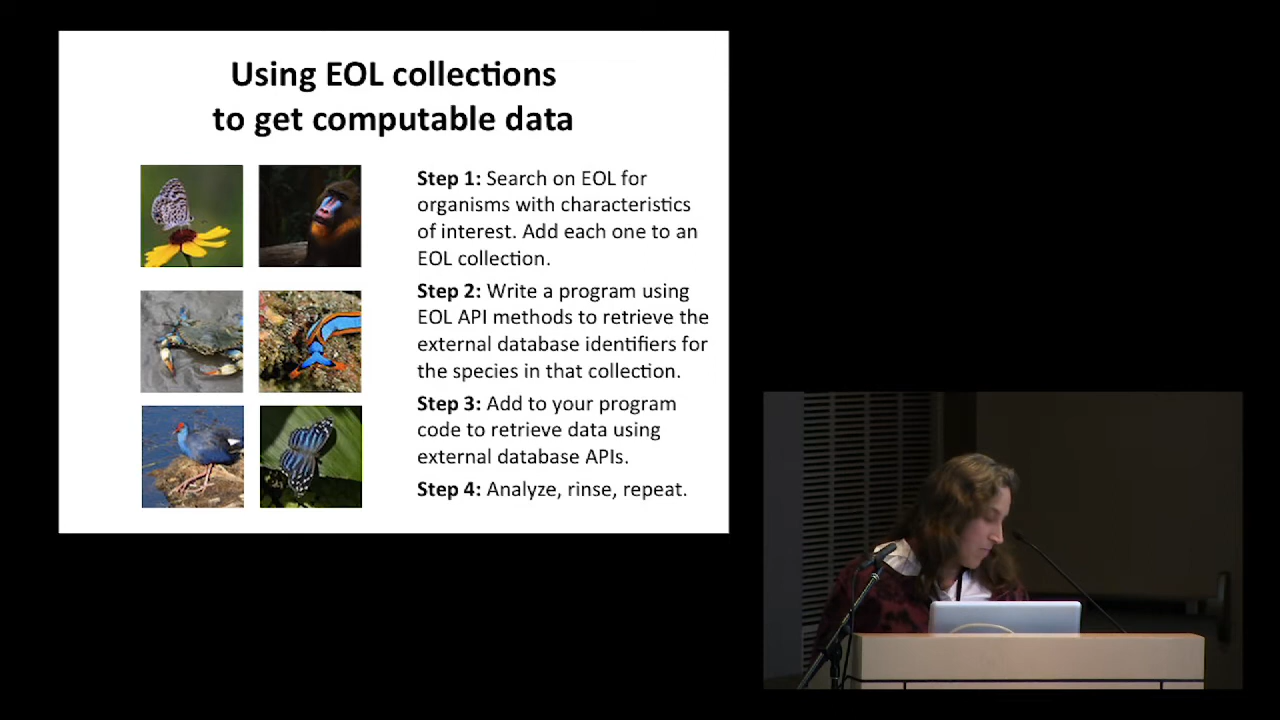 Using EOL collections
to get computable data
Step 1: Search on EOL for
organisms with characteristics
of interest. Add each one to an
EOL collection.
Step 2: Write a program using
EOL API methods to retrieve the
external database identifiers for
the species in that collection.
Step 3: Add to your program
code to retrieve data using
external database APIs.
Step 4: Analyze, rinse, repeat.